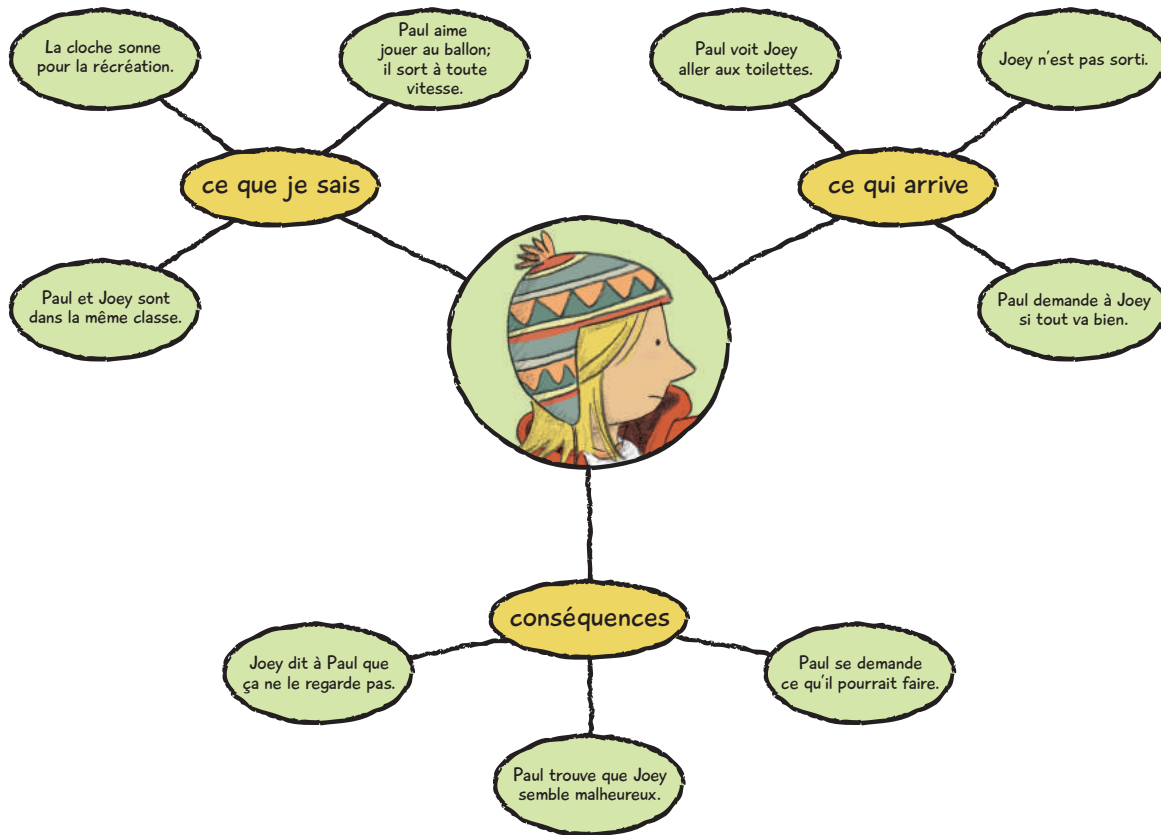 La cloche sonne
pour la récréation.
Paul aime
jouer au ballon;
il sort à toute
vitesse.
ce que je sais
Paul et Joey sont
dans la même classe.
Paul voit Joey
aller aux toilettes.
Joey n'est pas sorti.
ce qui arrive
Paul demande à Joey
si tout va bien.
conséquences
Joey dit à Paul que
ça ne le regarde pas.
Paul trouve que Joey
semble malheureux.
Paul se demande
ce qu'il pourrait faire.